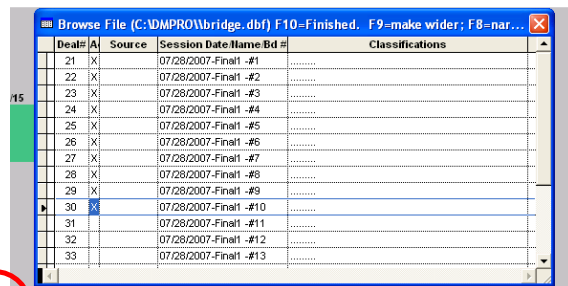 Browse File (C:\DMPRO\\bridge.dbf) F10=Finished. F9=make wider; F8=nar...
Deal# A Source Session Date/Name/Bd # Classifications
21 X 07/28/2007-Final1 -#1 .........
22 X 07/28/2007-Final1 -#2 .........
/15
23 X 07/28/2007-Final1 -#3 .........
24 X 07/28/2007-Final1 -#4 .........
25 X 07/28/2007-Final1 -#5 .........
26 X 07/28/2007-Final1 -#6 .........
27 X 07/28/2007-Final1 -#7 .........
28 X 07/28/2007-Final1 -#8 .........
29 X 07/28/2007-Final1 -#9 .........
30 X 07/28/2007-Final1 -#10 .........
31 07/28/2007-Final1 -#11 .........
32 07/28/2007-Final1 -#12 .........
33 07/28/2007-Final1 -#13 .........